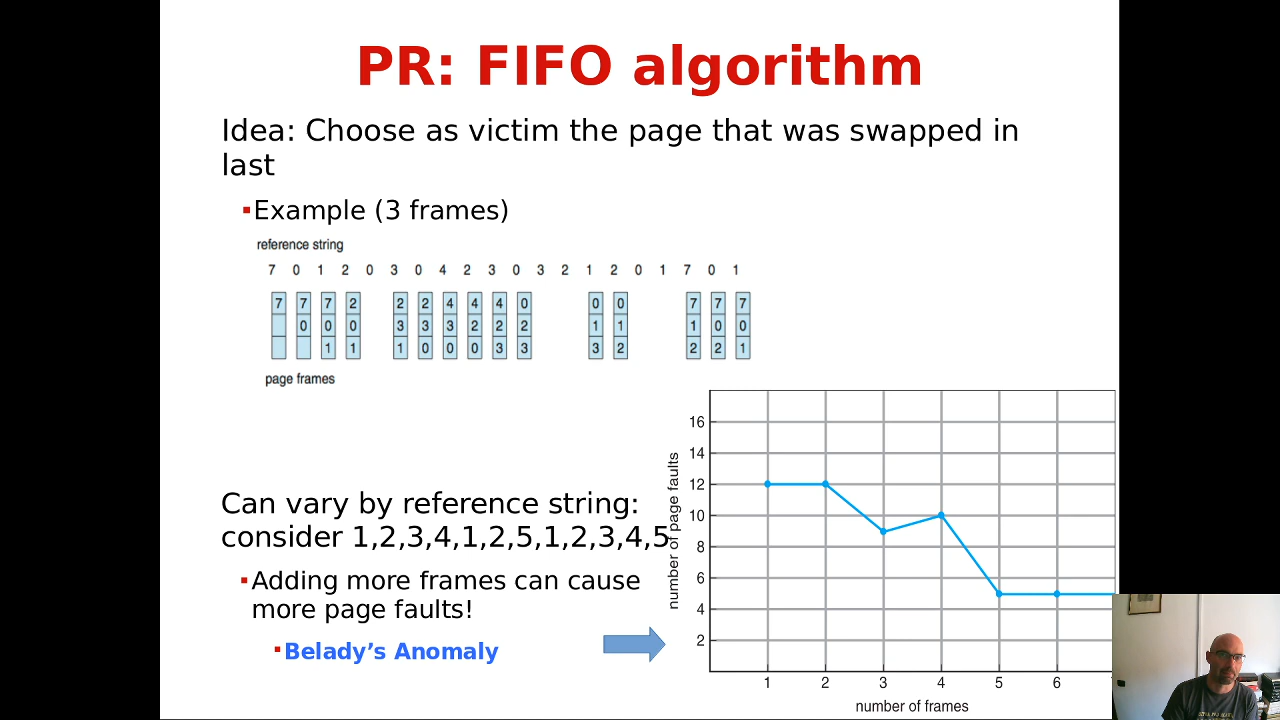 PR: FIFO algorithm
Idea: Choose as victim the page that was swapped in
last
▪Example (3 frames)
reference string
7 0 1 2 0 3 0 4 2 3 0 3 2 1 2 0 1 7 0 1
7 7 7 2 2 2 4 4 4 0 0 0 7 7 7
0 0 0 3 3 3 2 2 2 1 1 1 0 0
1 1 1 0 0 0 3 3 3 2 2 2 1
page frames
Can vary by reference string:
consider 1,2,3,4,1,2,5,1,2,3,4,5
▪Adding more frames can cause
more page faults!
▪Belady's Anomaly
number of page faults
16
14
12
10
8
6
4
2
1 2 3 4 5 6
number of frames